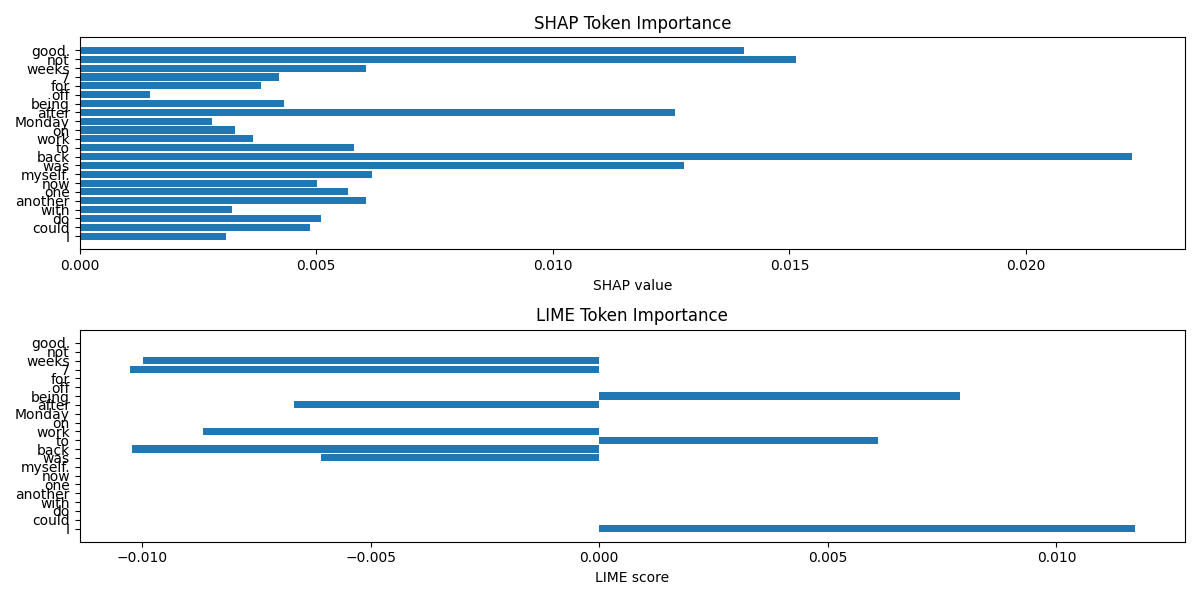 SHAP Token Importance
good.
not
weeks
7
for
off
being
after
Monday
on
work
to
back
was
myself.
now
one
another
with
do
could
I
0.000 0.005 0.010 0.015 0.020
SHAP value
LIME Token Importance
good.
not
weeks
7
for
off
being
after
Monday
on
work
to
back
was
myself.
now
one
another
with
do
could
I
−0.010 −0.005 0.000 0.005 0.010
LIME score